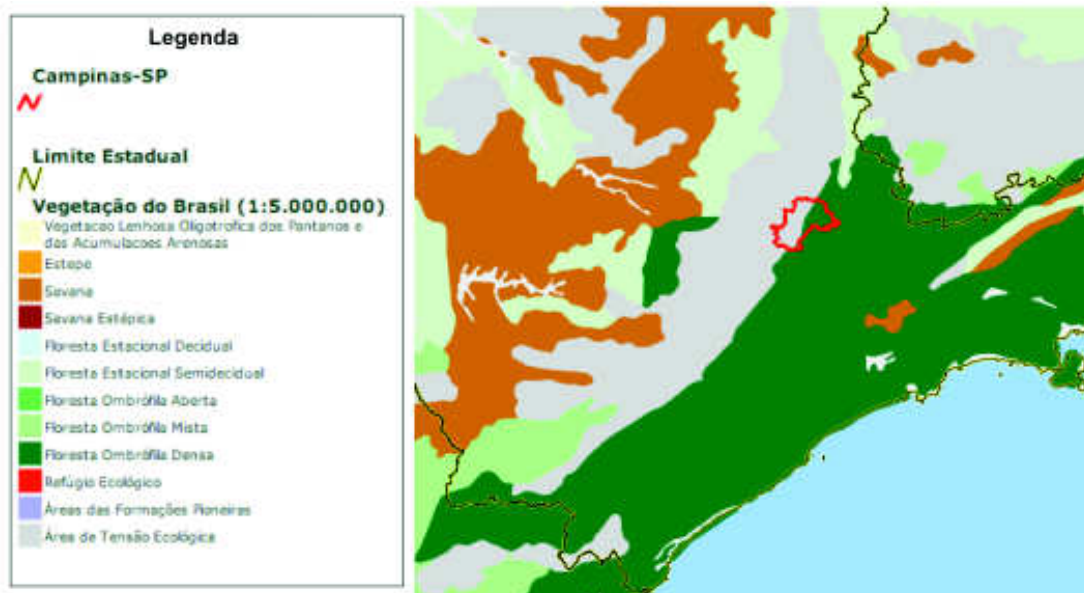 Legenda
Campinas-SP
Limite Estadual
Vegetação do Brasil (1:5.000.000)
Vegetacao Lenhosa Oligotrofica dos Pantanos e
das Acumulacoes Arenosas
Estepe
Savana
Savana Estépica
Floresta Estacional Decidual
Floresta Estacional Semidecidual
Floresta Ombrófila Aberta
Floresta Ombrófila Mista
Floresta Ombrófila Densa
Refúgio Ecológico
Áreas das Formações Pioneiras
Área de Tensão Ecológica